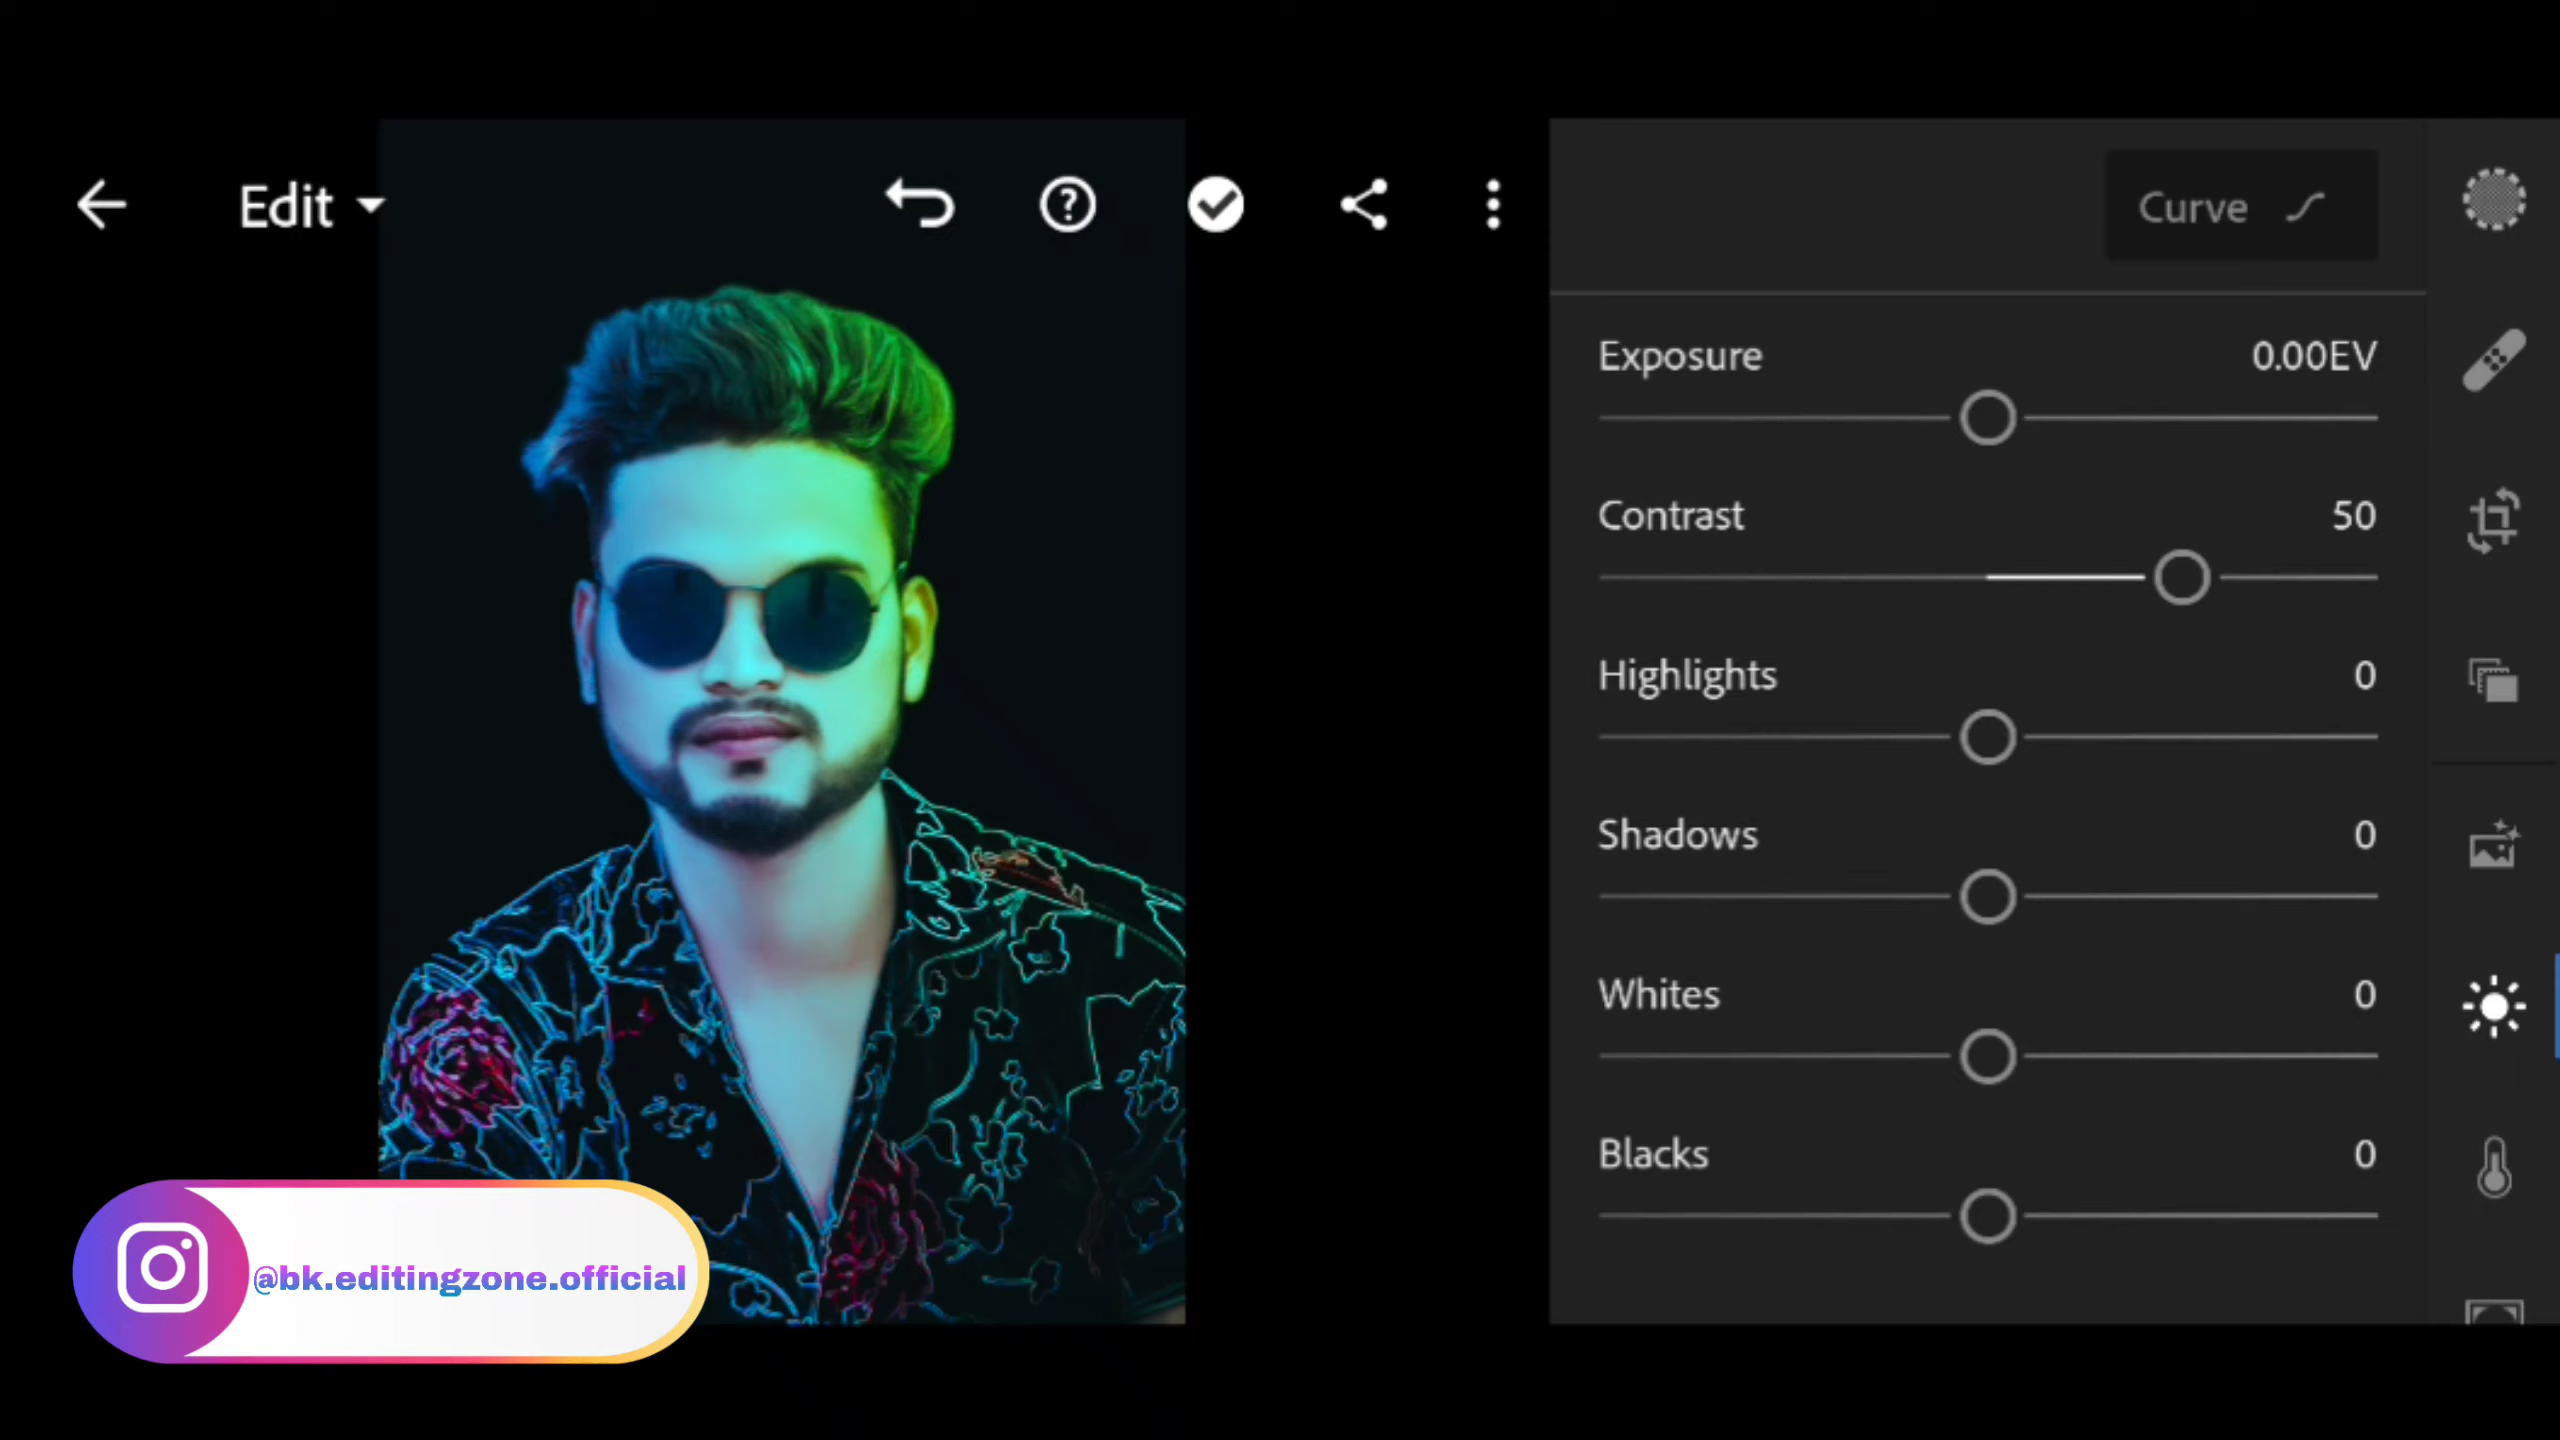 Edit
Curve
Exposure 0.00EV
Contrast 50
Highlights 0
Shadows 0
Whites 0
Blacks 0
@bk.editingzone.official